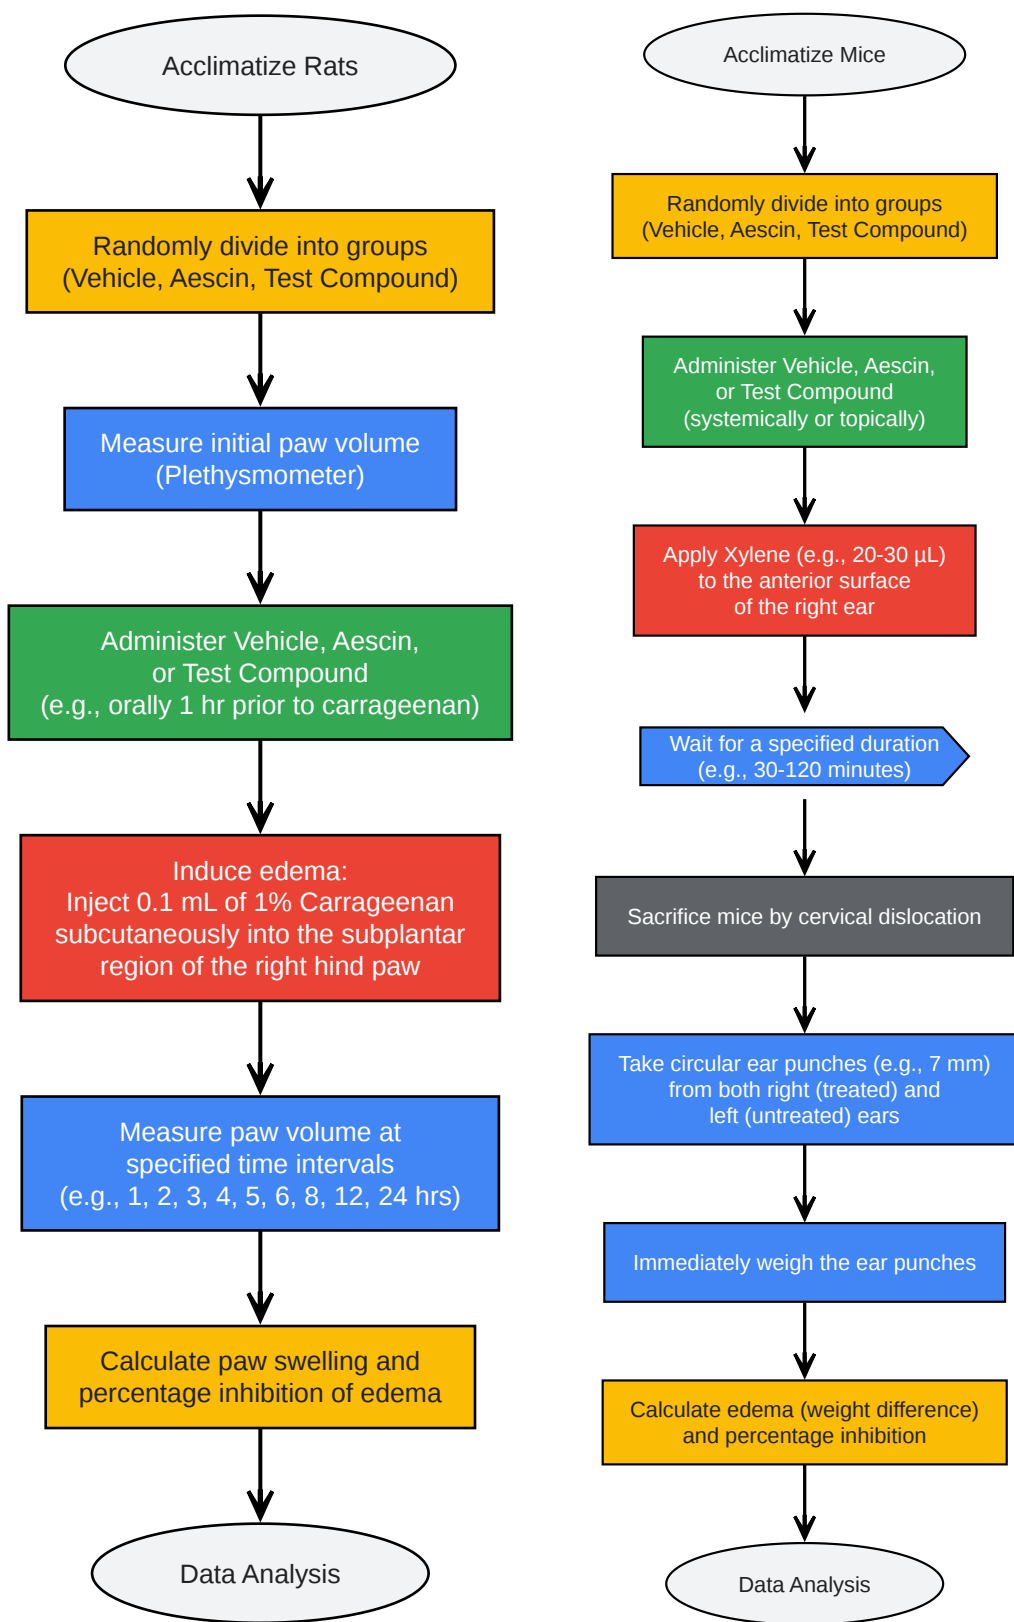 Acclimatize Rats
Randomly divide into groups
(Vehicle, Aescin, Test Compound)
Measure initial paw volume
(Plethysmometer)
Administer Vehicle, Aescin,
or Test Compound
(e.g., orally 1 hr prior to carrageenan)
Induce edema:
Inject 0.1 mL of 1% Carrageenan
subcutaneously into the subplantar
region of the right hind paw
Measure paw volume at
specified time intervals
(e.g., 1, 2, 3, 4, 5, 6, 8, 12, 24 hrs)
Calculate paw swelling and
percentage inhibition of edema
Data Analysis
Acclimatize Mice
Randomly divide into groups
(Vehicle, Aescin, Test Compound)
Administer Vehicle, Aescin,
or Test Compound
(systemically or topically)
Apply Xylene (e.g., 20-30 µL)
to the anterior surface
of the right ear
Wait for a specified duration
(e.g., 30-120 minutes)
Sacrifice mice by cervical dislocation
Take circular ear punches (e.g., 7 mm)
from both right (treated) and
left (untreated) ears
Immediately weigh the ear punches
Calculate edema (weight difference)
and percentage inhibition
Data Analysis